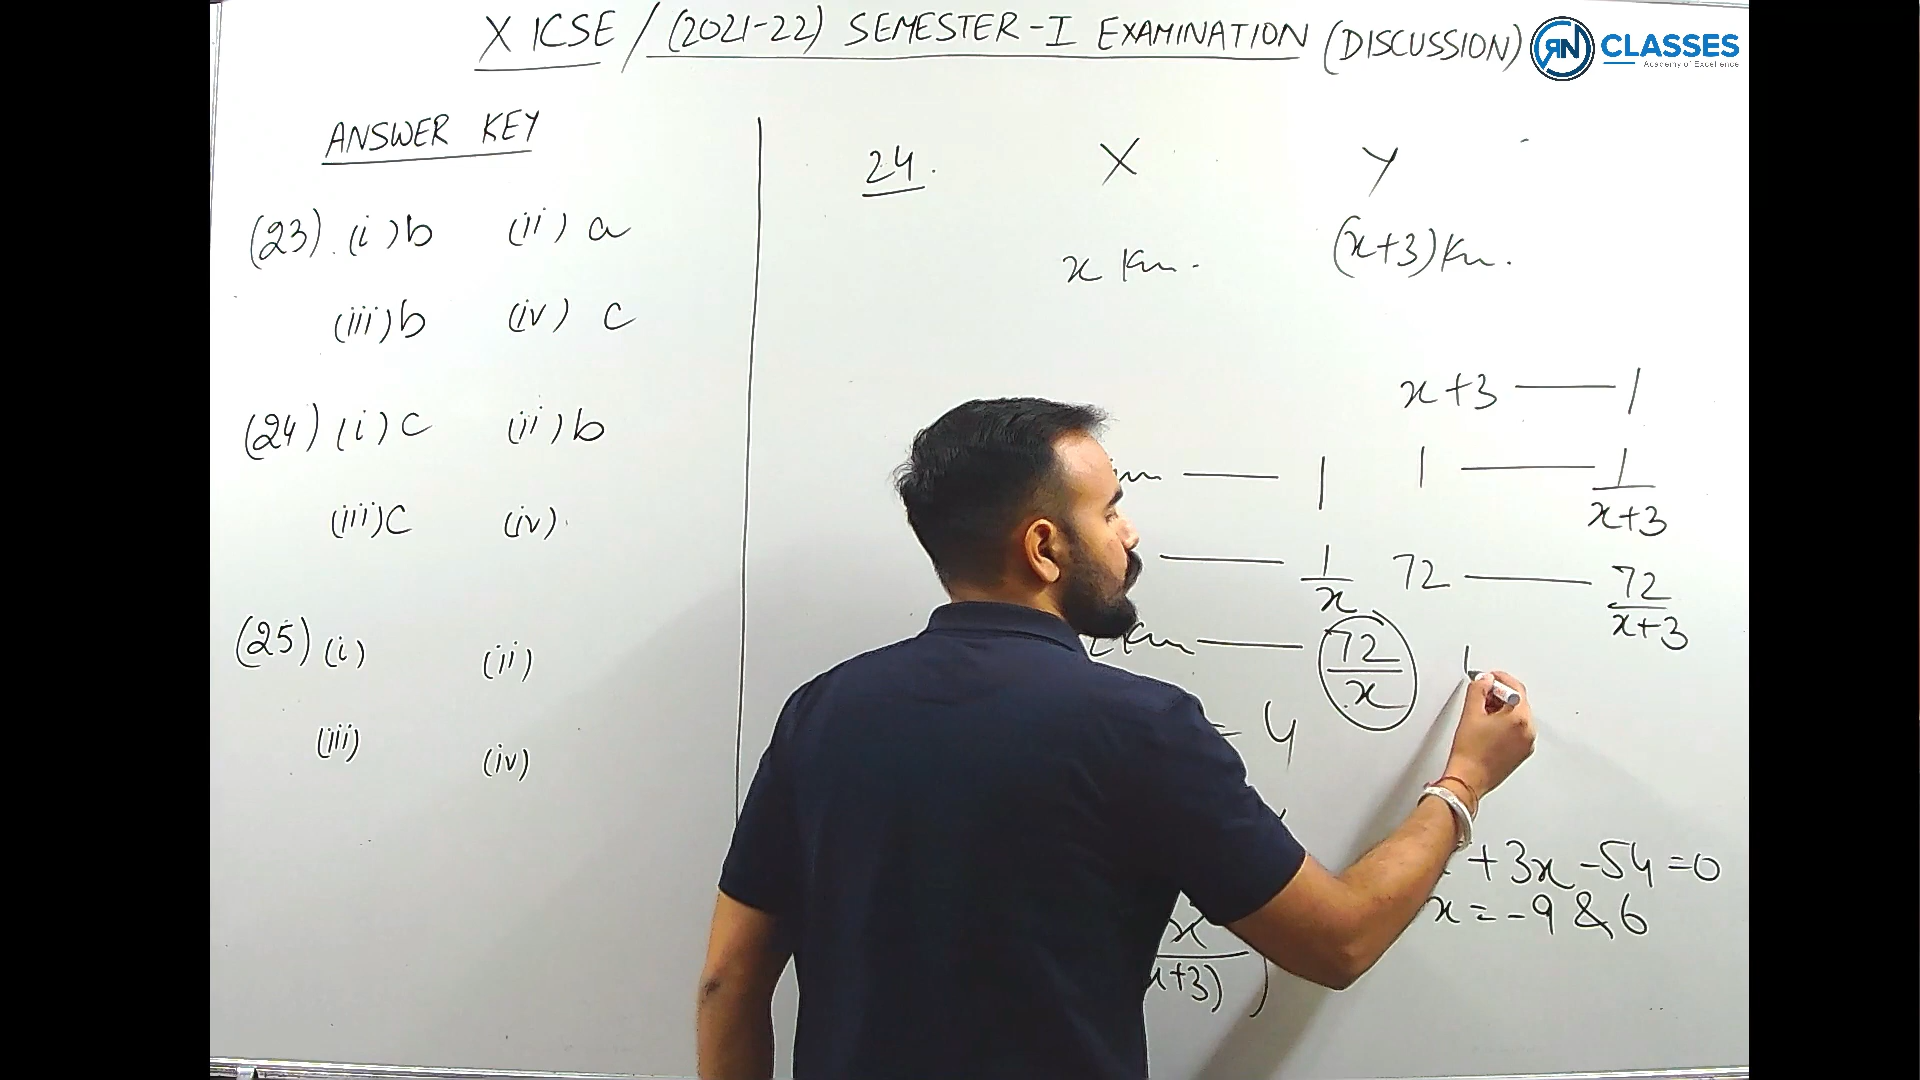 X ICSE / (2021-22) SEMESTER-I EXAMINATION (DISCUSSION)
RN CLASSES
Academy of Excellence
ANSWER KEY
(23). (i) b (ii) a
(iii) b (iv) c
(24) (i) c (ii) b
(iii) c (iv).
(25) (i) (ii)
(iii) (iv)
24. X Y
x Km. (x+3) Km.
x+3 — 1
— 1
1 — 1/(x+3)
— 1/x
72 — 72/(x+3)
Km — 72/x
= 4
+3x -54 =0
x = -9 & 6
x
x+3)